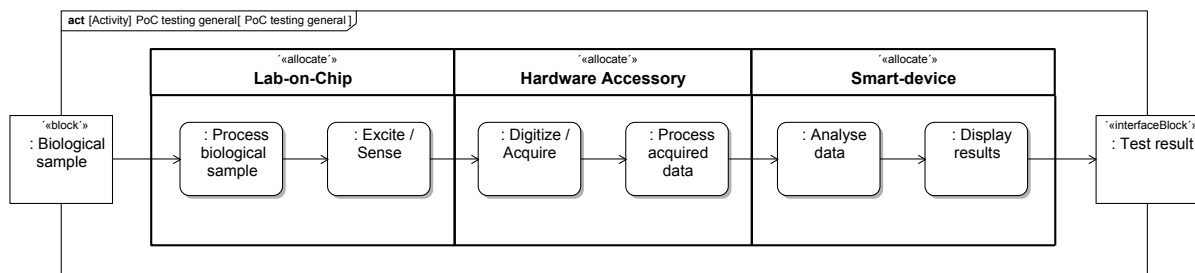 act [Activity] PoC testing general[ PoC testing general ]
´«allocate´»
Lab-on-Chip
´«allocate´»
Hardware Accessory
´«allocate´»
Smart-device
´«block´»
: Biological
sample
: Process
biological
sample
: Excite /
Sense
: Digitize /
Acquire
: Process
acquired
data
: Analyse
data
: Display
results
´«interfaceBlock´»
: Test result